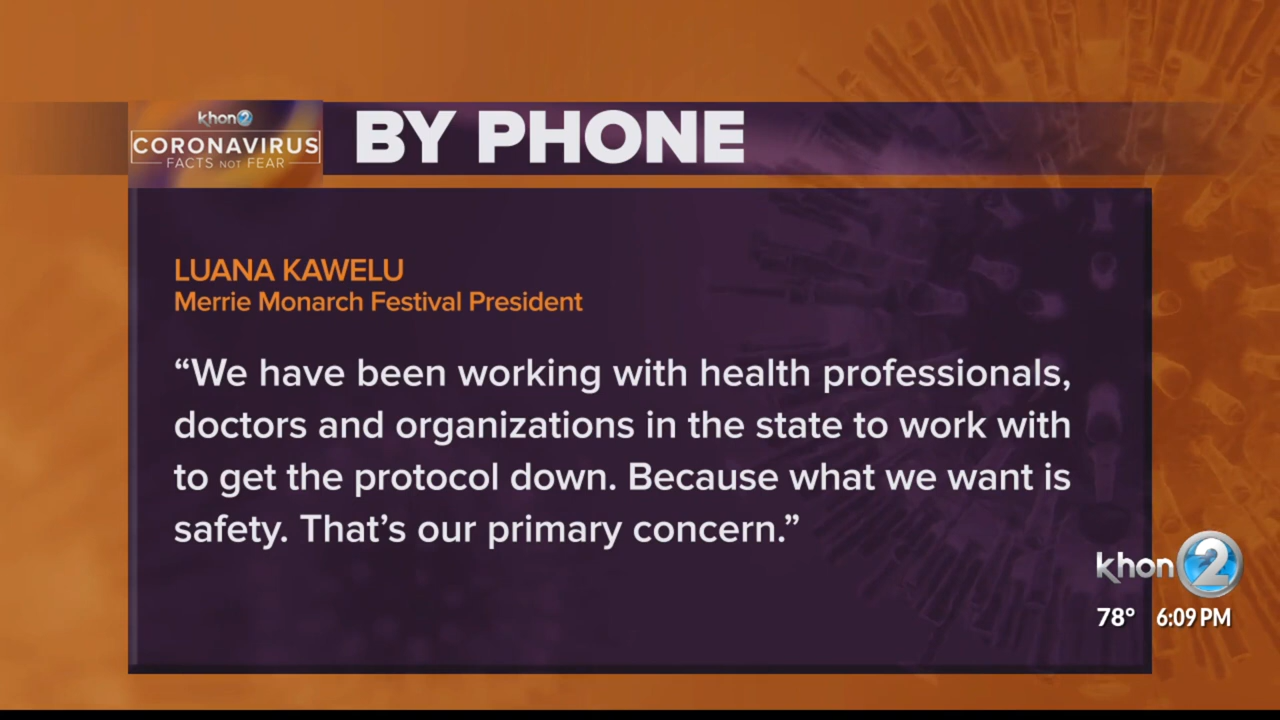 khon2
CORONAVIRUS
FACTS NOT FEAR
BY PHONE
LUANA KAWELU
Merrie Monarch Festival President
“We have been working with health professionals,
doctors and organizations in the state to work with
to get the protocol down. Because what we want is
safety. That’s our primary concern.”
khon2
78° 6:09 PM